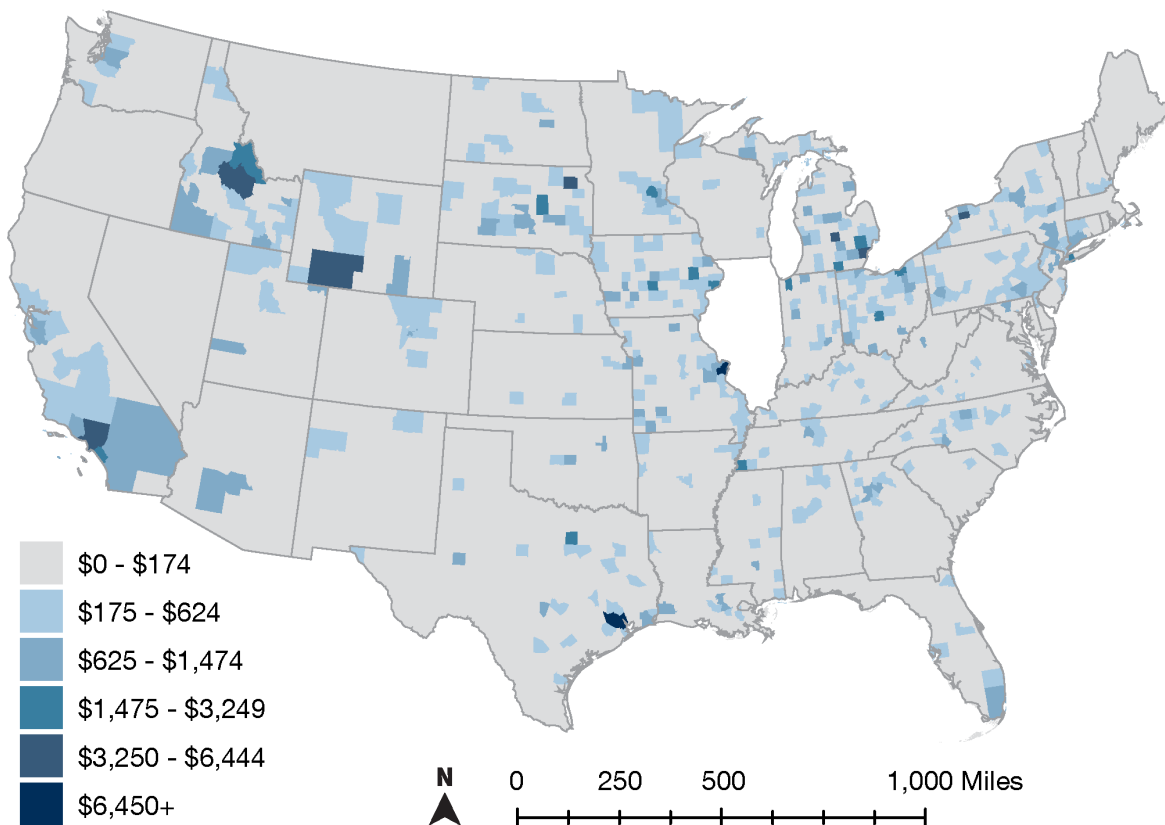 $0 - $174
$175 - $624
$625 - $1,474
$1,475 - $3,249
$3,250 - $6,444
$6,450+
N
0 250 500 1,000 Miles